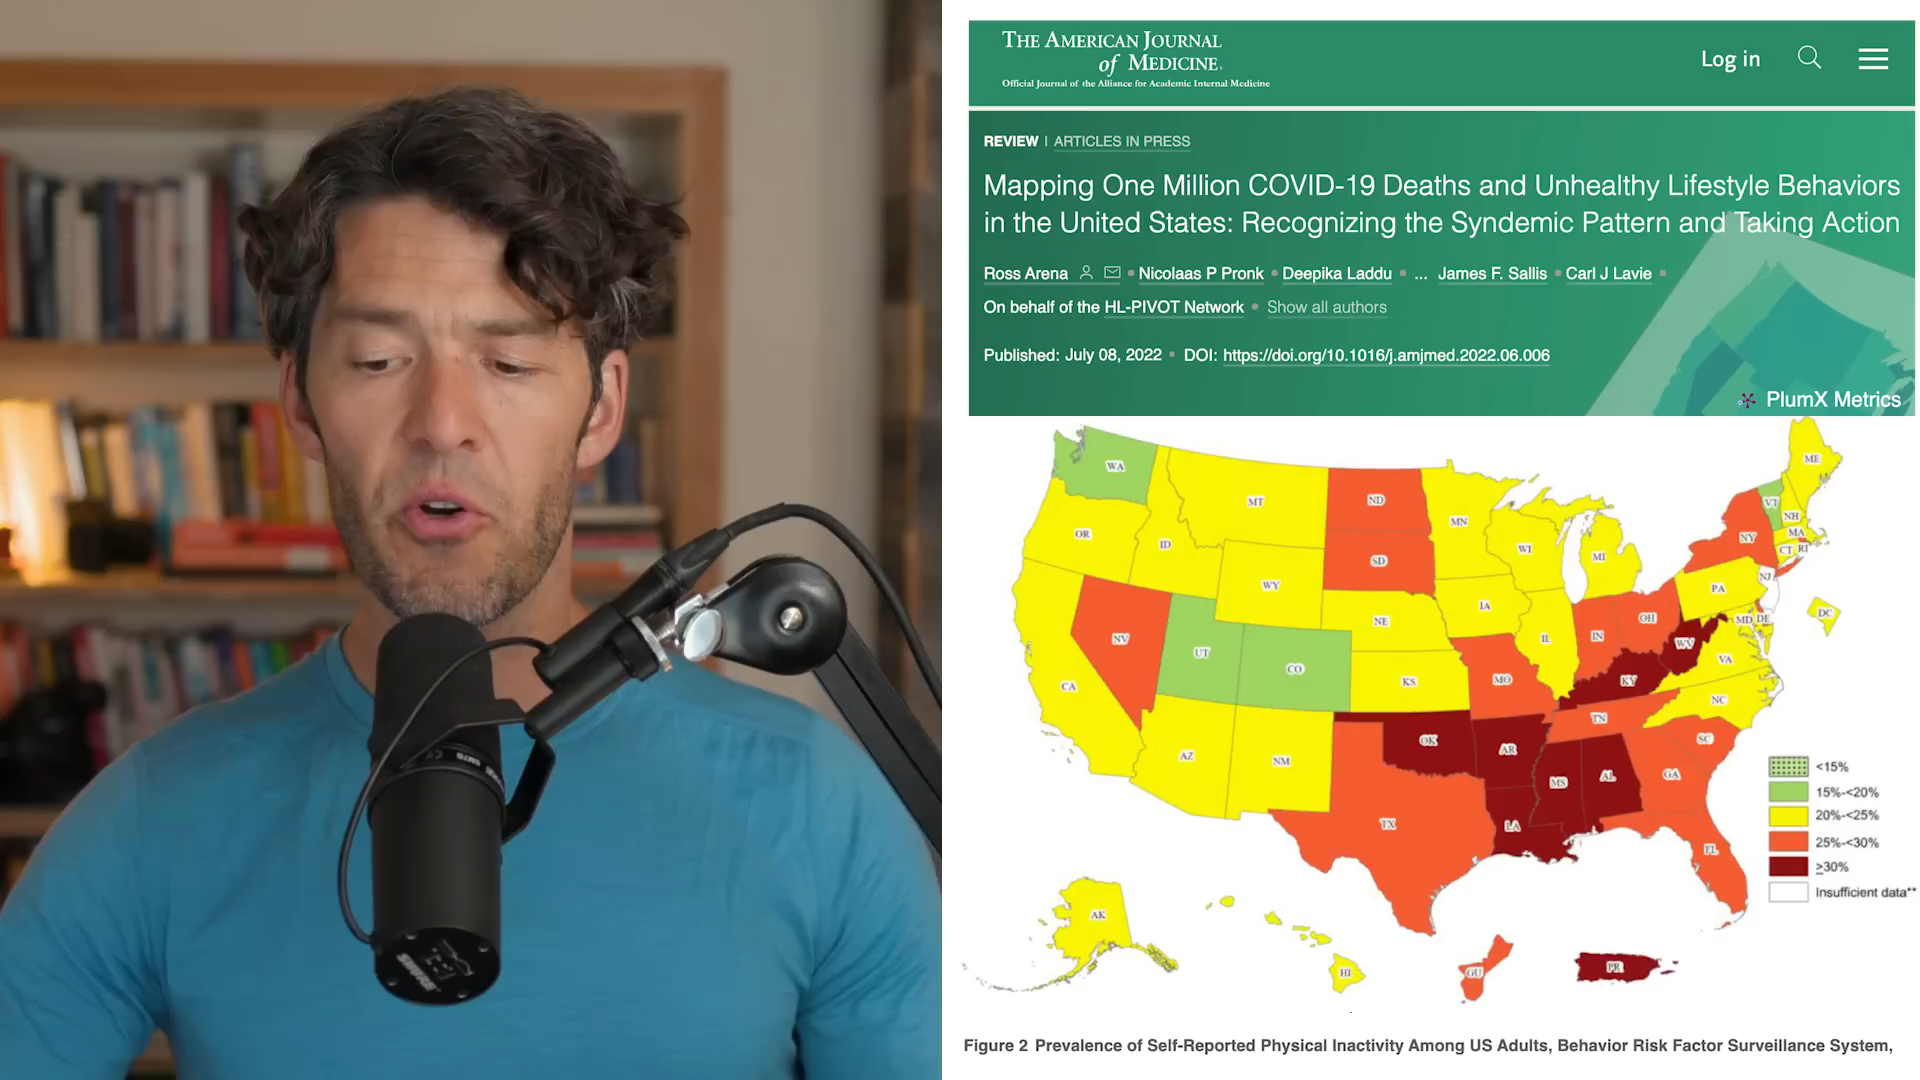 THE AMERICAN JOURNAL
of MEDICINE®
Official Journal of the Alliance for Academic Internal Medicine
Log in
REVIEW | ARTICLES IN PRESS
Mapping One Million COVID-19 Deaths and Unhealthy Lifestyle Behaviors
in the United States: Recognizing the Syndemic Pattern and Taking Action
Ross Arena • Nicolaas P Pronk • Deepika Laddu • ... James F. Sallis • Carl J Lavie •
On behalf of the HL-PIVOT Network • Show all authors
Published: July 08, 2022 • DOI: https://doi.org/10.1016/j.amjmed.2022.06.006
PlumX Metrics
WA
MT
ND
MN
ME
VT
NH
OR
ID
SD
WI
MI
NY
MA
CT
RI
WY
IA
PA
NJ
NV
UT
CO
NE
IL
IN
OH
MD
DE
DC
CA
KS
MO
KY
WV
VA
NC
AZ
NM
OK
AR
TN
SC
TX
LA
MS
AL
GA
FL
AK
HI
GU
PR
<15%
15%-<20%
20%-<25%
25%-<30%
≥30%
Insufficient data**
Figure 2 Prevalence of Self-Reported Physical Inactivity Among US Adults, Behavior Risk Factor Surveillance System,
SM7B